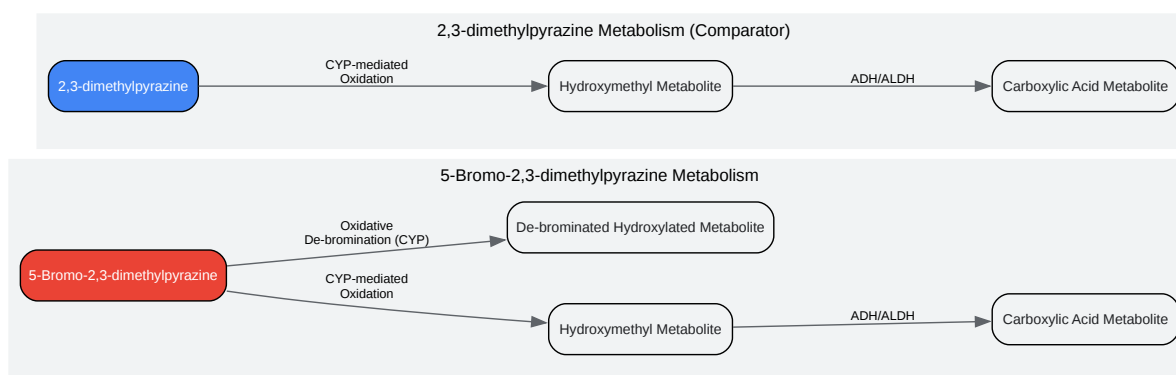 2,3-dimethylpyrazine Metabolism (Comparator)
2,3-dimethylpyrazine
CYP-mediated
Oxidation
Hydroxymethyl Metabolite
ADH/ALDH
Carboxylic Acid Metabolite
5-Bromo-2,3-dimethylpyrazine Metabolism
5-Bromo-2,3-dimethylpyrazine
Oxidative
De-bromination (CYP)
De-brominated Hydroxylated Metabolite
CYP-mediated
Oxidation
Hydroxymethyl Metabolite
ADH/ALDH
Carboxylic Acid Metabolite